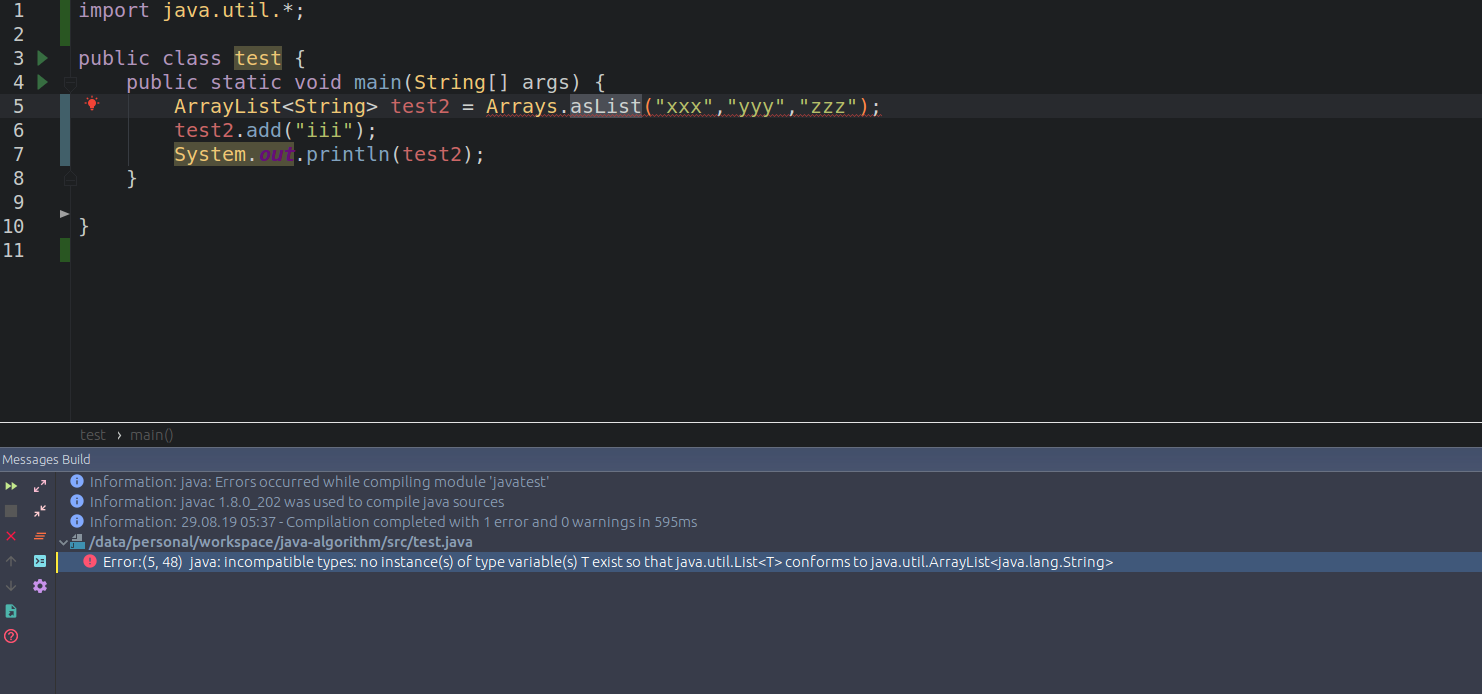 1 import java.util.*;
2
3 public class test {
4 public static void main(String[] args) {
5 ArrayList<String> test2 = Arrays.asList("xxx","yyy","zzz");
6 test2.add("iii");
7 System.out.println(test2);
8 }
9
10 }
11
test › main()
Messages Build
Information: java: Errors occurred while compiling module 'javatest'
Information: javac 1.8.0_202 was used to compile java sources
Information: 29.08.19 05:37 - Compilation completed with 1 error and 0 warnings in 595ms
/data/personal/workspace/java-algorithm/src/test.java
Error:(5, 48) java: incompatible types: no instance(s) of type variable(s) T exist so that java.util.List<T> conforms to java.util.ArrayList<java.lang.String>